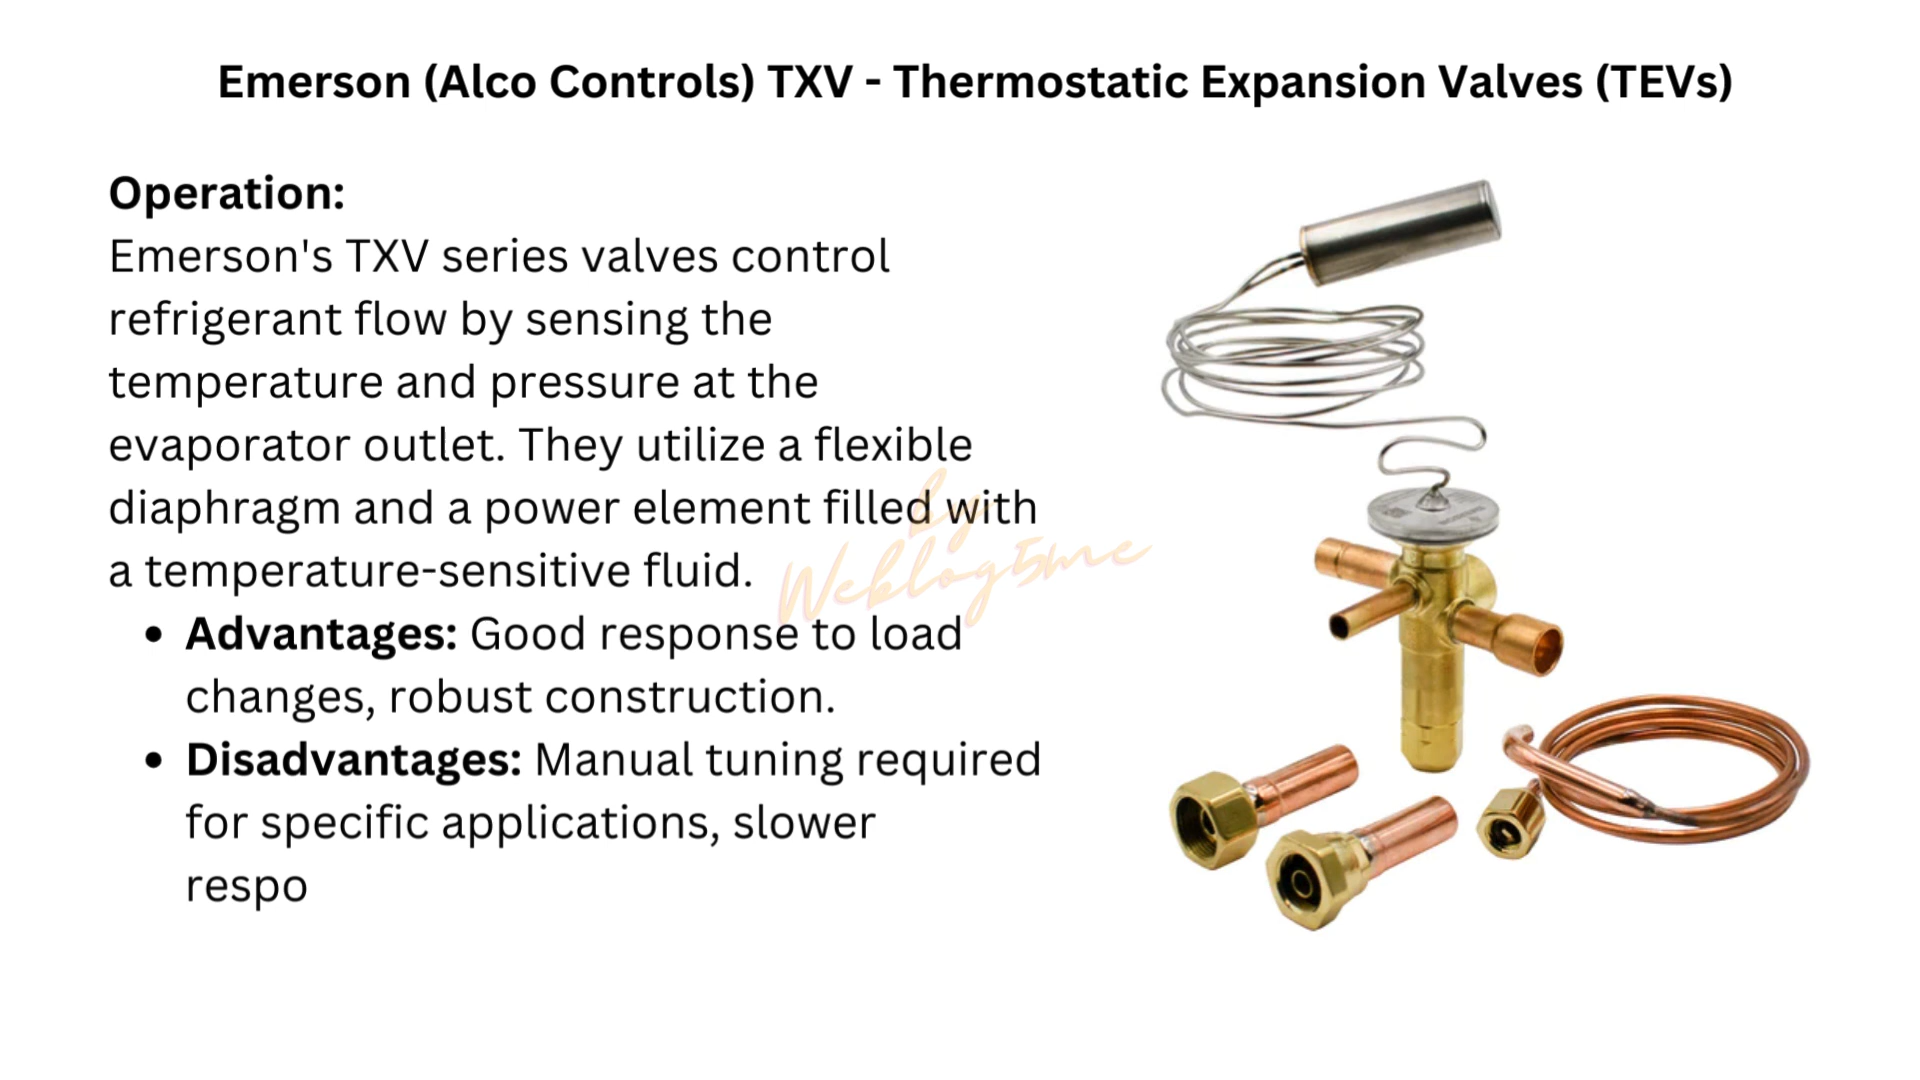 Emerson (Alco Controls) TXV - Thermostatic Expansion Valves (TEVs)
Operation:
Emerson's TXV series valves control
refrigerant flow by sensing the
temperature and pressure at the
evaporator outlet. They utilize a flexible
diaphragm and a power element filled with
a temperature-sensitive fluid.
• Advantages: Good response to load
changes, robust construction.
• Disadvantages: Manual tuning required
for specific applications, slower
respo
by
Weblog5me